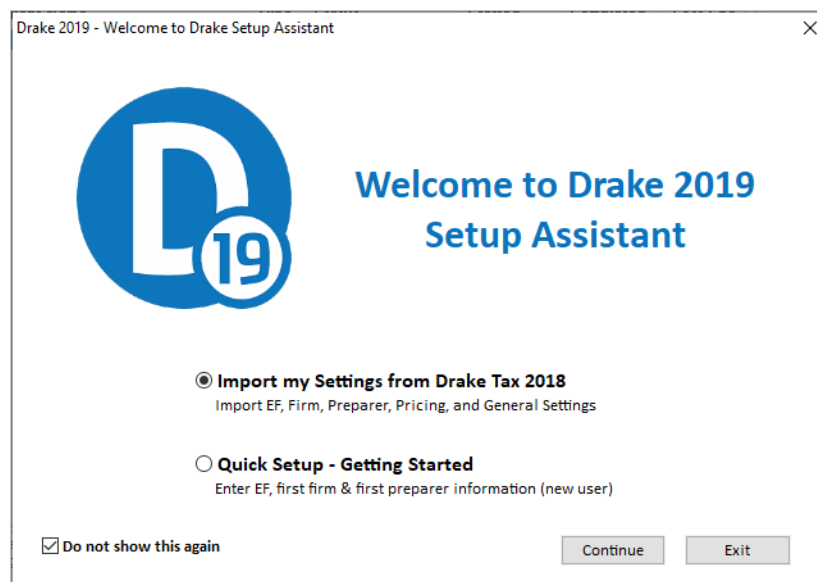 Drake 2019 - Welcome to Drake Setup Assistant
D
19
Welcome to Drake 2019
Setup Assistant
Import my Settings from Drake Tax 2018
Import EF, Firm, Preparer, Pricing, and General Settings
Quick Setup - Getting Started
Enter EF, first firm & first preparer information (new user)
Do not show this again
Continue
Exit